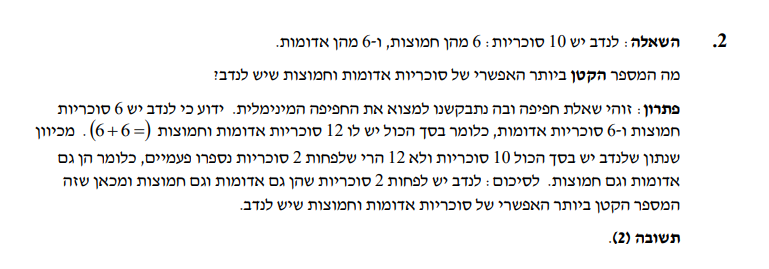 2. השאלה: לנדב יש 10 סוכריות: 6 מהן חמוצות, ו-6 מהן אדומות.
מה המספר הקטן ביותר האפשרי של סוכריות אדומות וחמוצות שיש לנדב?
פתרון: זוהי שאלת חפיפה ובה נתבקשנו למצוא את החפיפה המינימלית. ידוע כי לנדב יש 6 סוכריות
חמוצות ו-6 סוכריות אדומות, כלומר בסך הכול יש לו 12 סוכריות אדומות וחמוצות (= 6+6). מכיוון
שנתון שלנדב יש בסך הכול 10 סוכריות ולא 12 הרי שלפחות 2 סוכריות נספרו פעמיים, כלומר הן גם
אדומות וגם חמוצות. לסיכום: לנדב יש לפחות 2 סוכריות שהן גם אדומות וגם חמוצות ומכאן שזה
המספר הקטן ביותר האפשרי של סוכריות אדומות וחמוצות שיש לנדב.
תשובה (2).